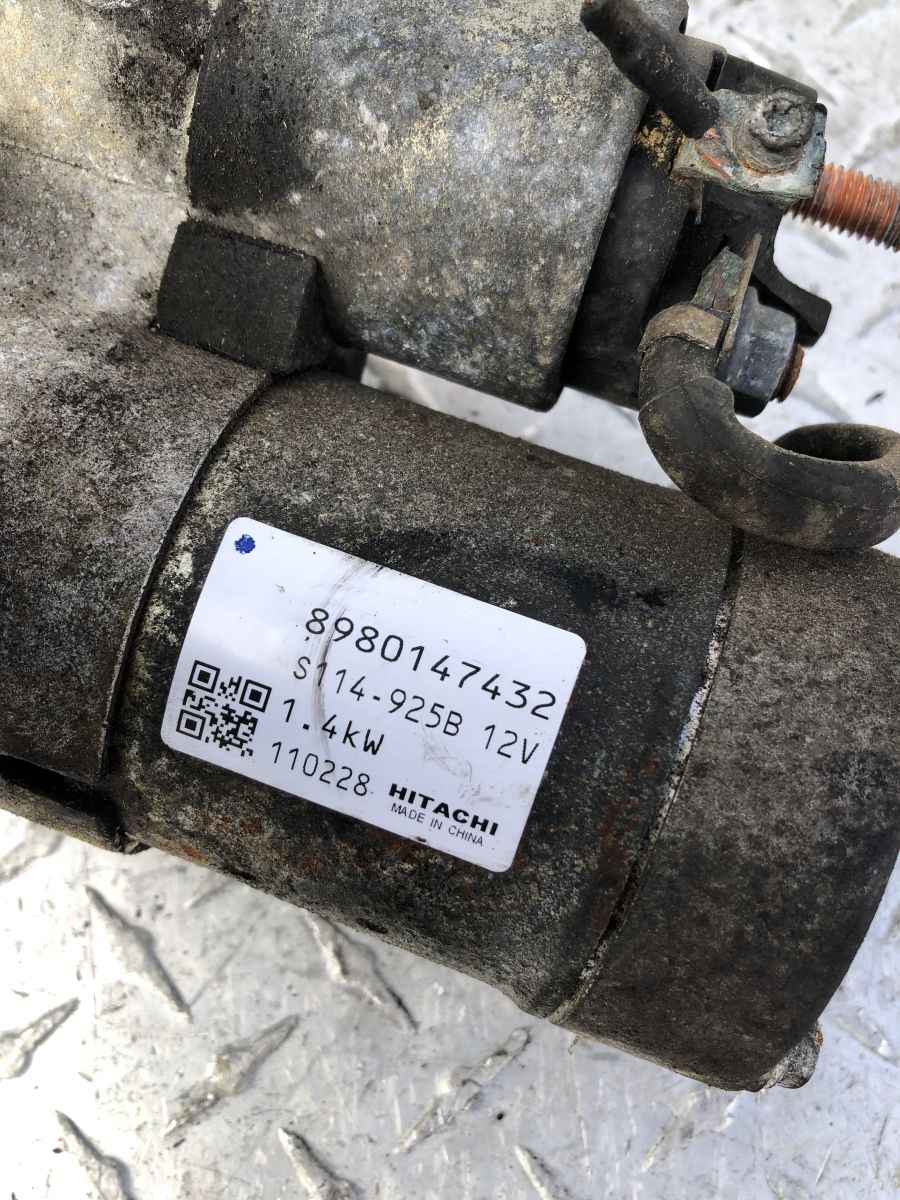 8980147432
S114-925B 12V
1.4kW
110228
HITACHI
MADE IN CHINA